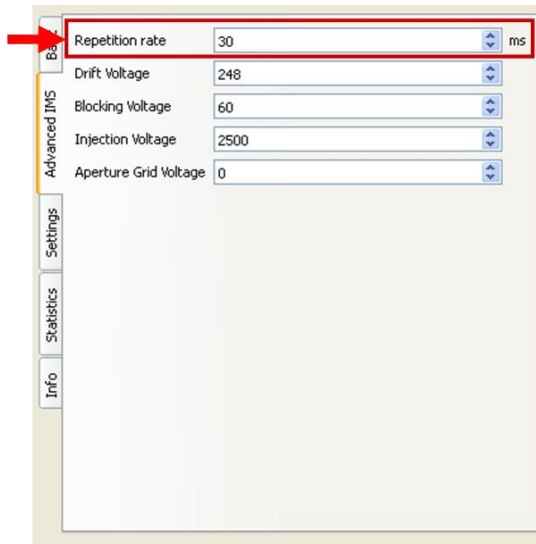 Repetition rate 30 ms
Drift Voltage 248
Blocking Voltage 60
Injection Voltage 2500
Aperture Grid Voltage 0
Advanced IMS
Settings
Statistics
Info